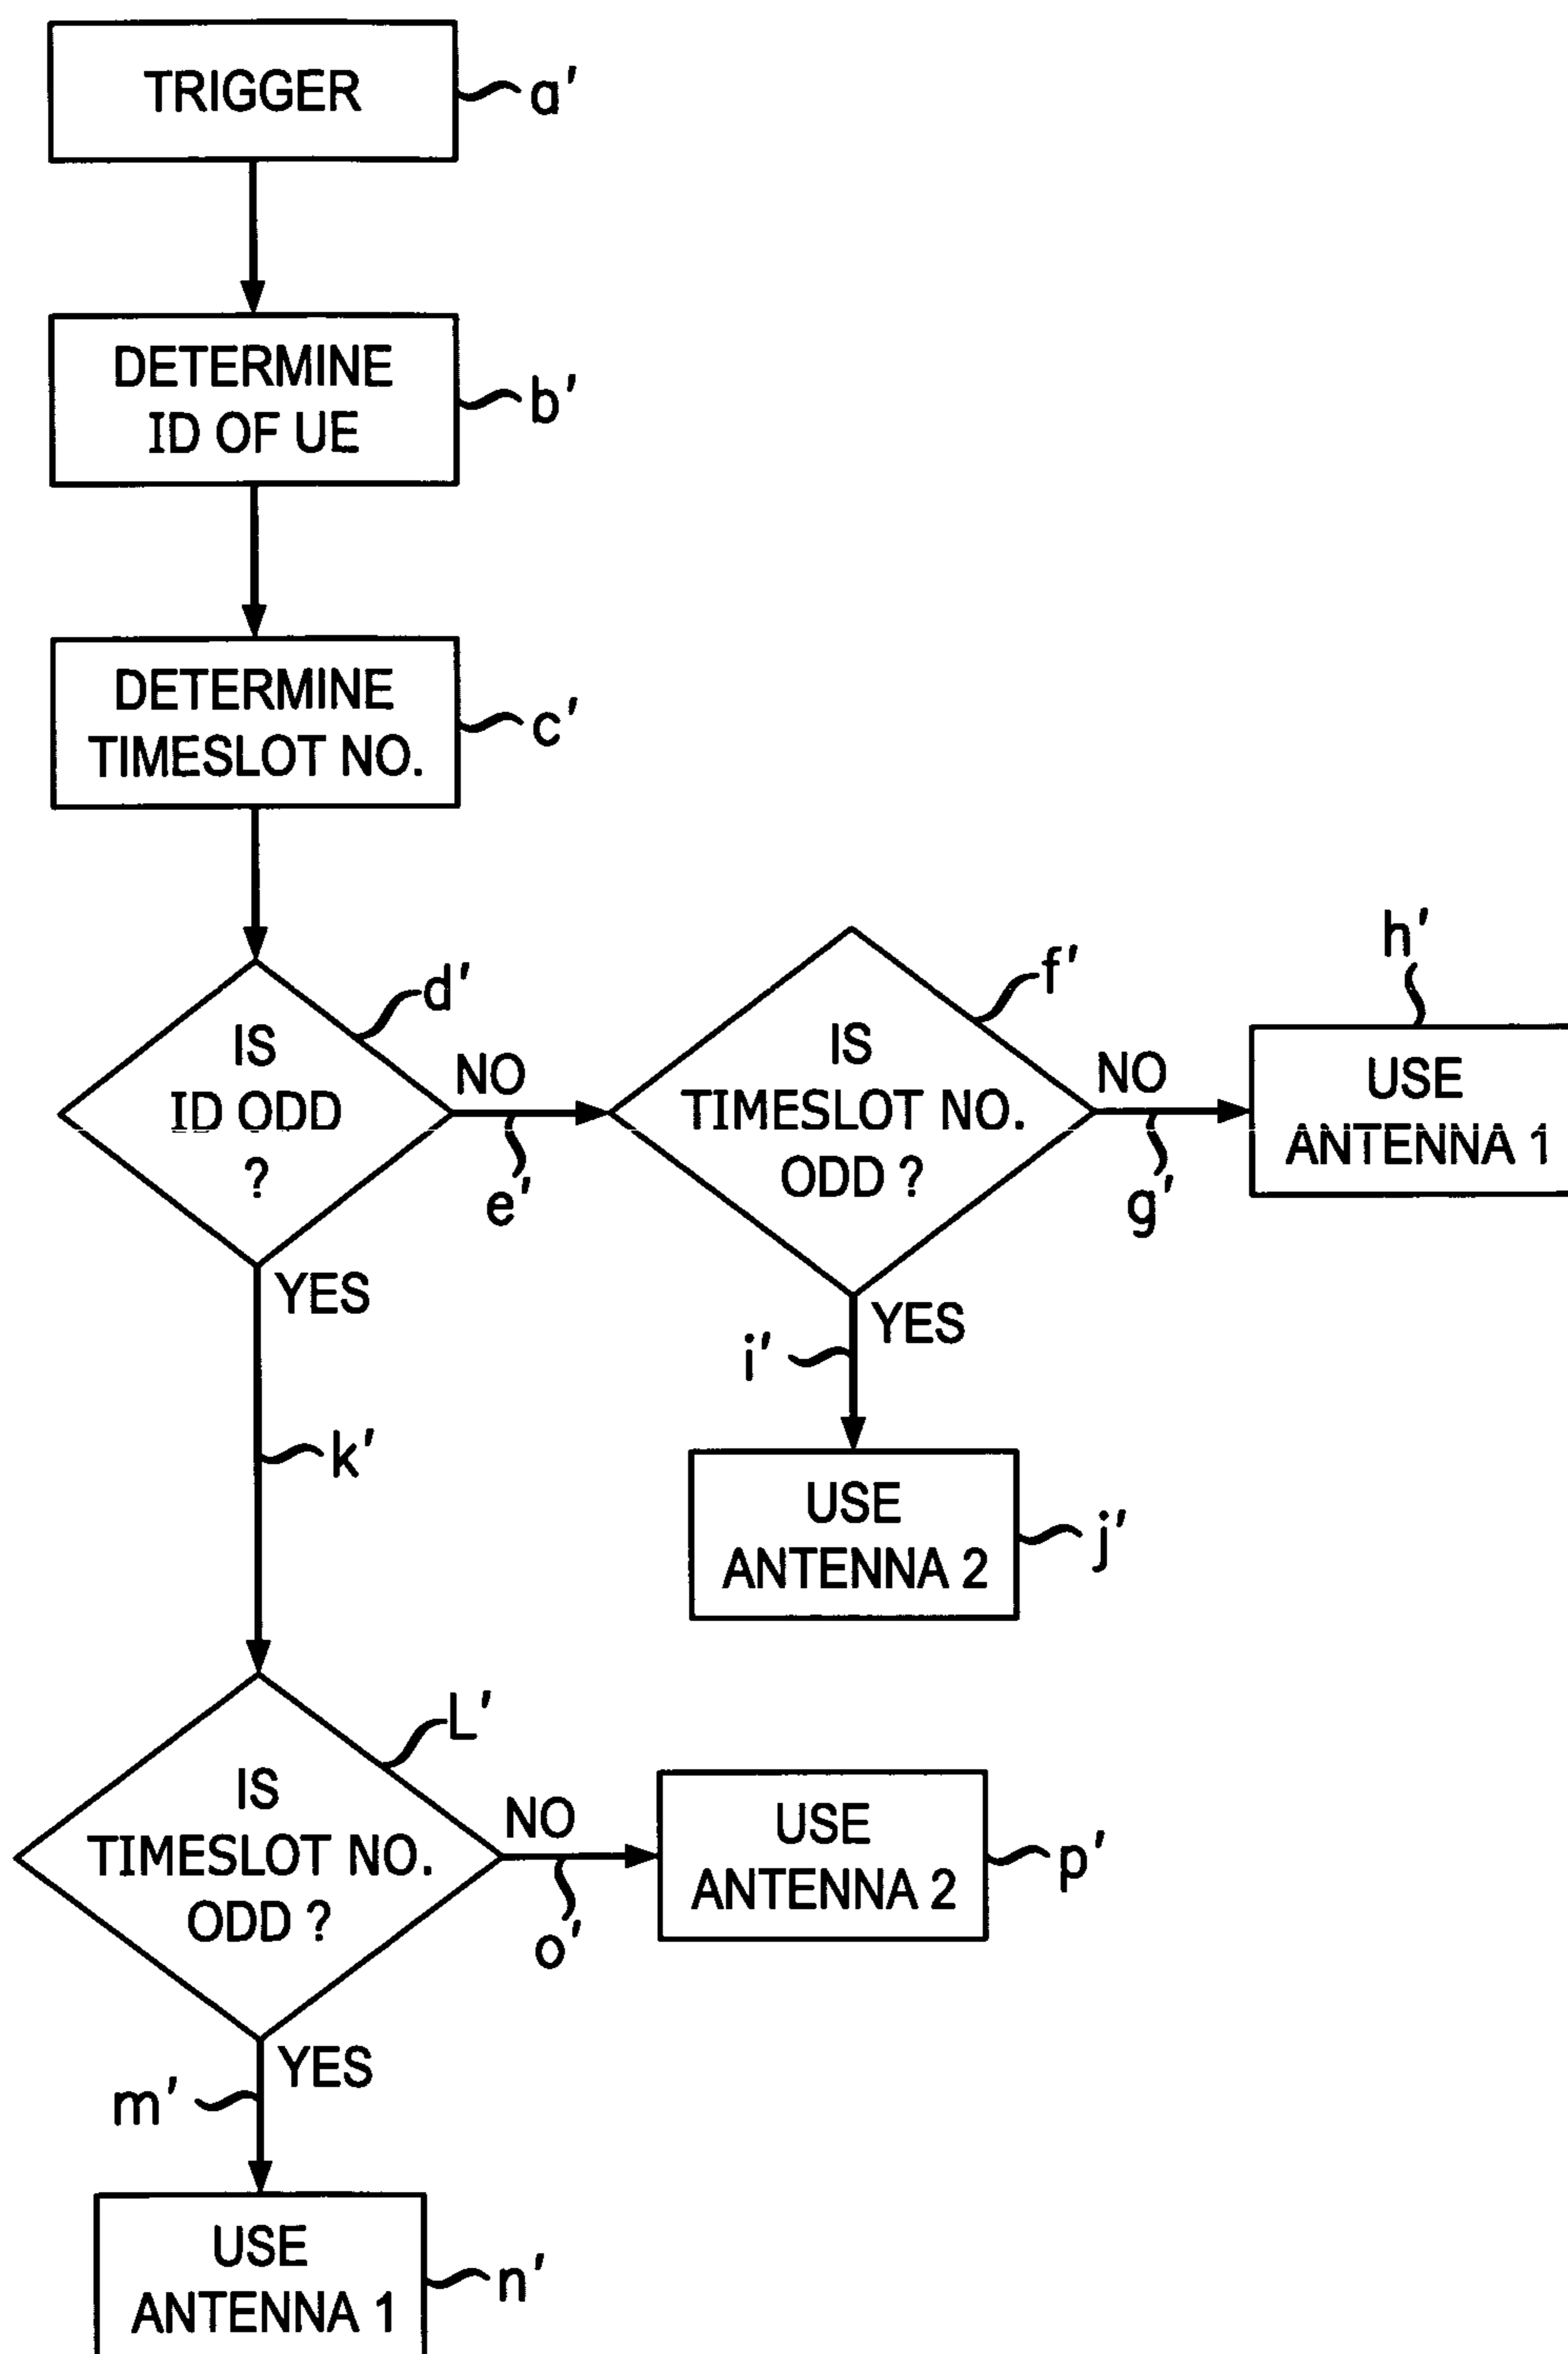 TRIGGER
a'
DETERMINE
ID OF UE
b'
DETERMINE
TIMESLOT NO.
c'
IS
ID ODD
?
d'
NO
e'
IS
TIMESLOT NO.
ODD ?
f'
NO
g'
h'
USE
ANTENNA 1
YES
i'
USE
ANTENNA 2
j'
YES
k'
IS
TIMESLOT NO.
ODD ?
L'
NO
o'
USE
ANTENNA 2
p'
YES
m'
USE
ANTENNA 1
n'